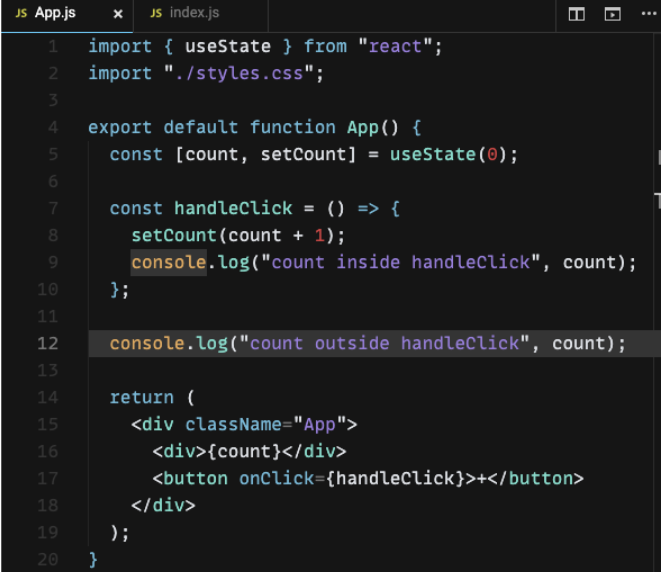 JS App.js × JS index.js
1 import { useState } from "react";
2 import "./styles.css";
3
4 export default function App() {
5   const [count, setCount] = useState(0);
6
7   const handleClick = () => {
8     setCount(count + 1);
9     console.log("count inside handleClick", count);
10   };
11
12   console.log("count outside handleClick", count);
13
14   return (
15     <div className="App">
16       <div>{count}</div>
17       <button onClick={handleClick}>+</button>
18     </div>
19   );
20 }